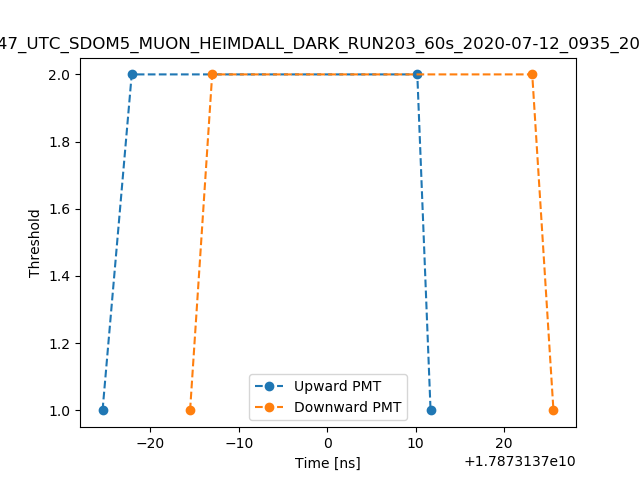 47_UTC_SDOM5_MUON_HEIMDALL_DARK_RUN203_60s_2020-07-12_0935_20
2.0
1.8
1.6
1.4
1.2
1.0
Threshold
Upward PMT
Downward PMT
−20
−10
0
10
20
Time [ns]
+1.7873137e10